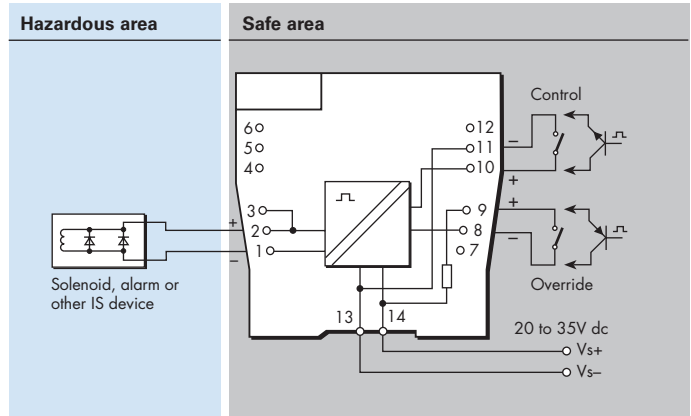 Hazardous area
Safe area
Control
6
5
4
12
11
10
–
+
3
2
1
+
–
9
8
7
+
–
Solenoid, alarm or
other IS device
Override
13
14
20 to 35V dc
Vs+
Vs–